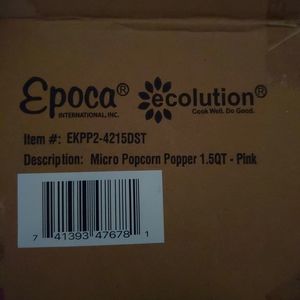 Epoca®
INTERNATIONAL, INC.
ecolution®
Cook Well. Do Good.
Item #: EKPP2-4215DST
Description: Micro Popcorn Popper 1.5QT - Pink
7 41393 47678 1